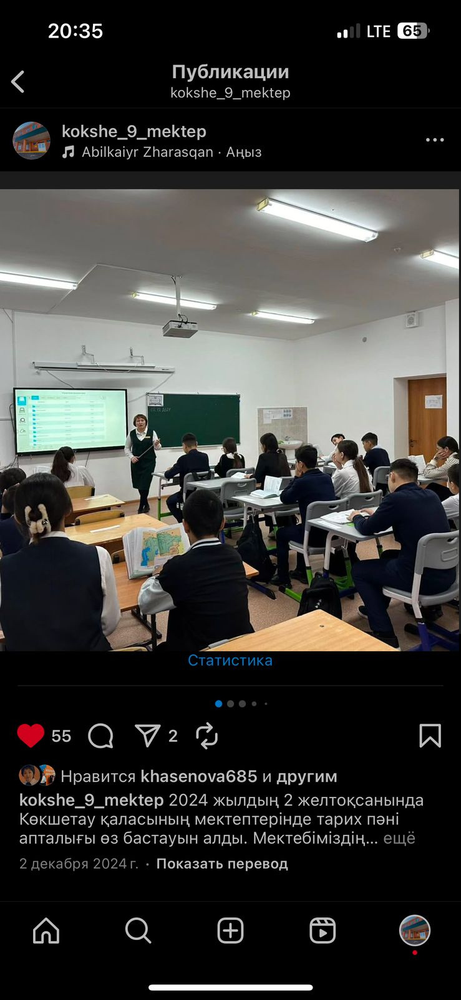 20:35
LTE 65
Публикации
kokshe_9_mektep
kokshe_9_mektep
Abilkaiyr Zharasqan · Аңыз
Статистика
55
2
Нравится khasenova685 и другим
kokshe_9_mektep 2024 жылдың 2 желтоқсанында
Көкшетау қаласының мектептерінде тарих пәні
апталығы өз бастауын алды. Мектебіміздің... ещё
2 декабря 2024 г. · Показать перевод